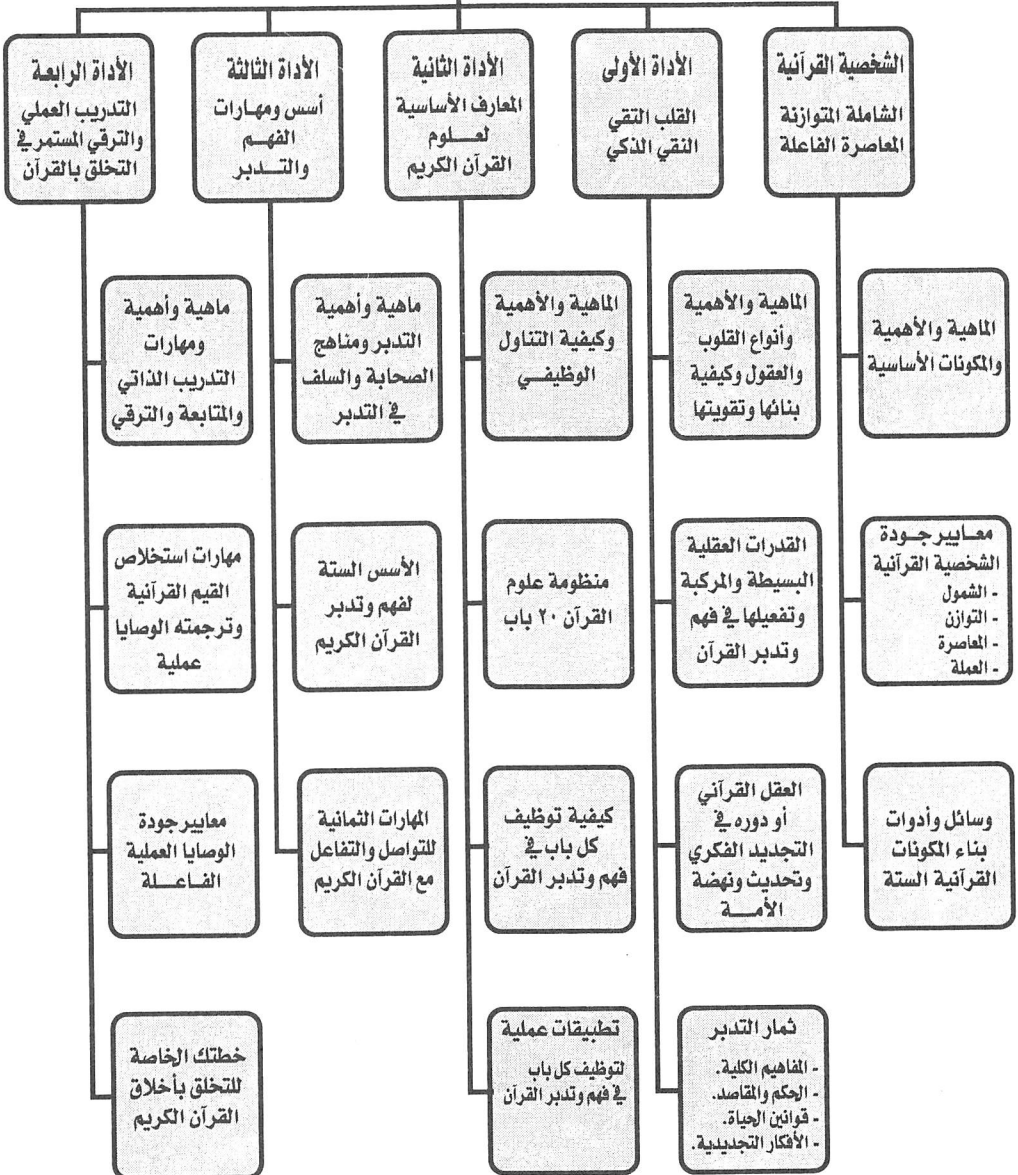 الشخصية القرآنية
الشاملة المتوازنة
المعاصرة الفاعلة
الأداة الأولى
القلب التقي
النقي الذكي
الأداة الثانية
المعارف الأساسية
لعلوم
القرآن الكريم
الأداة الثالثة
أسس ومهارات
الفهم
والتدبر
الأداة الرابعة
التدريب العملي
والترقي المستمر في
التخلق بالقرآن
الماهية والأهمية
والمكونات الأساسية
الماهية والأهمية
وأنواع القلوب
والعقول وكيفية
بنائها وتقويتها
الماهية والأهمية
وكيفية التناول
الوظيفي
ماهية وأهمية
التدبر ومناهج
الصحابة والسلف
في التدبر
ماهية وأهمية
ومهارات
التدريب الذاتي
والمتابعة والترقي
معايير جودة
الشخصية القرآنية
- الشمول
- التوازن
- المعاصرة
- العملة
القدرات العقلية
البسيطة والمركبة
وتفعيلها في فهم
وتدبر القرآن
منظومة علوم
القرآن ٢٠ باب
الأسس الستة
لفهم وتدبر
القرآن الكريم
مهارات استخلاص
القيم القرآنية
وترجمته الوصايا
عملية
وسائل وأدوات
بناء المكونات
القرآنية الستة
العقل القرآني
أو دوره في
التجديد الفكري
وتحديث ونهضة
الأمة
كيفية توظيف
كل باب في
فهم وتدبر القرآن
المهارات الثمانية
للتواصل والتفاعل
مع القرآن الكريم
معايير جودة
الوصايا العملية
الفاعلة
ثمار التدبر
- المفاهيم الكلية.
- الحكم والمقاصد.
- قوانين الحياة.
- الأفكار التجديدية.
تطبيقات عملية
لتوظيف كل باب
في فهم وتدبر القرآن
خطتك الخاصة
للتخلق بأخلاق
القرآن الكريم